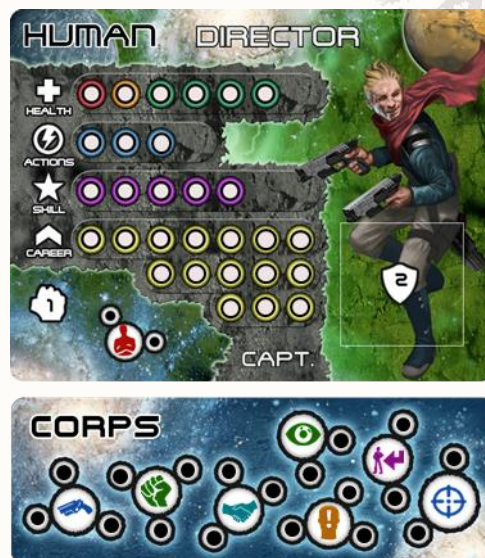 HUMAN DIRECTOR
HEALTH
ACTIONS
SKILL
CAREER
2
1
CAPT.
CORPS